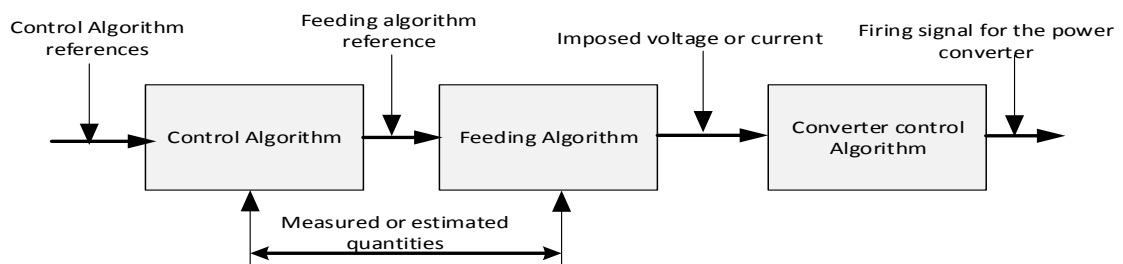 Control Algorithm
references
Feeding algorithm
reference
Imposed voltage or current
Firing signal for the power
converter
Control Algorithm
Feeding Algorithm
Converter control
Algorithm
Measured or estimated
quantities